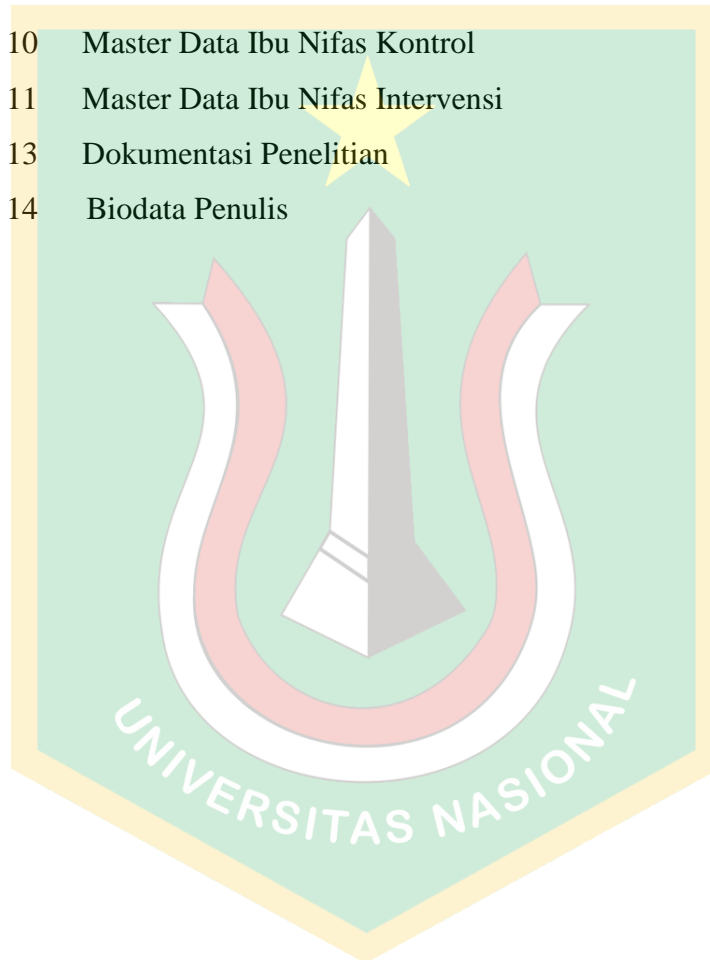 10 Master Data Ibu Nifas Kontrol
11 Master Data Ibu Nifas Intervensi
13 Dokumentasi Penelitian
14 Biodata Penulis
UNIVERSITAS NASIONAL